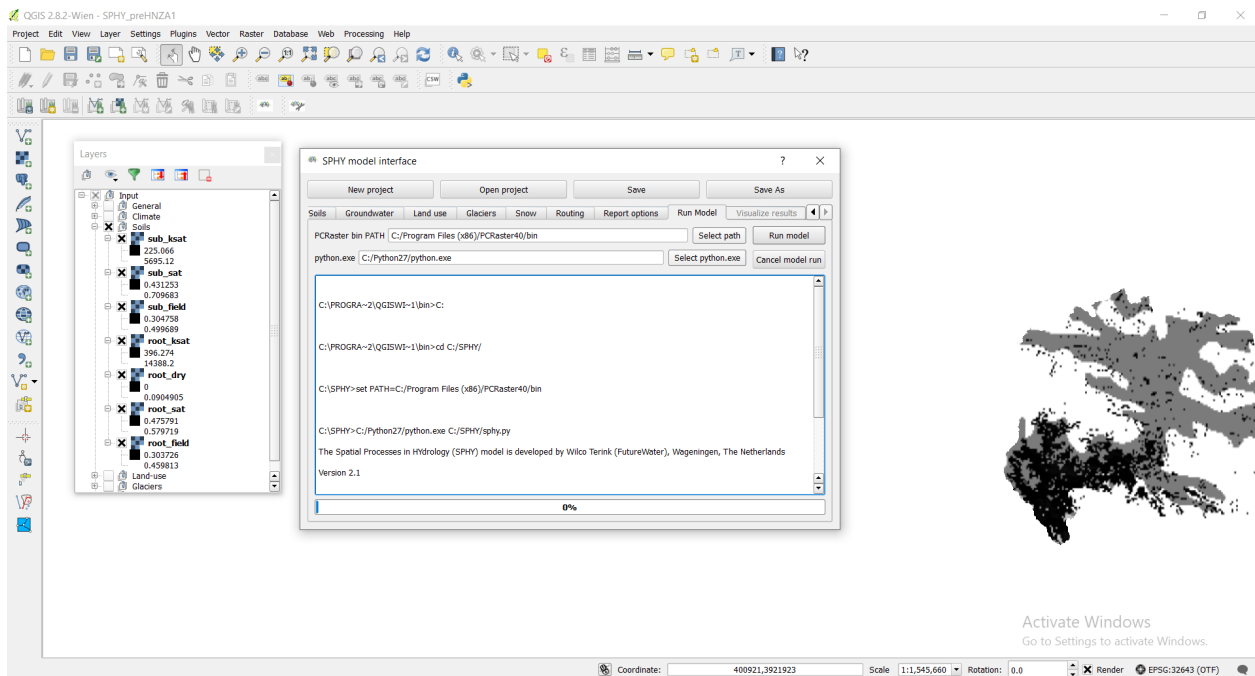 QGIS 2.8.2-Wien - SPHY_preHNZA1
Project Edit View Layer Settings Plugins Vector Raster Database Web Processing Help
CSW
Layers
Input
General
Climate
Soils
sub_ksat
225.066
5695.12
sub_sat
0.431253
0.709683
sub_field
0.304758
0.499689
root_ksat
396.274
14388.2
root_dry
0
0.0904905
root_sat
0.475791
0.579719
root_field
0.303726
0.459813
Land-use
Glaciers
SPHY model interface
New project Open project Save Save As
Soils Groundwater Land use Glaciers Snow Routing Report options Run Model Visualize results
PCRaster bin PATH C:/Program Files (x86)/PCRaster40/bin Select path Run model
python.exe C:/Python27/python.exe Select python.exe Cancel model run
C:\PROGRA~2\QGISWI~1\bin>C:
C:\PROGRA~2\QGISWI~1\bin>cd C:/SPHY/
C:\SPHY>set PATH=C:/Program Files (x86)/PCRaster40/bin
C:\SPHY>C:/Python27/python.exe C:/SPHY/sphy.py
The Spatial Processes in HYdrology (SPHY) model is developed by Wilco Terink (FutureWater), Wageningen, The Netherlands
Version 2.1
0%
Activate Windows
Go to Settings to activate Windows.
Coordinate: 400921,3921923 Scale 1:1,545,660 Rotation: 0.0 Render EPSG:32643 (OTF)